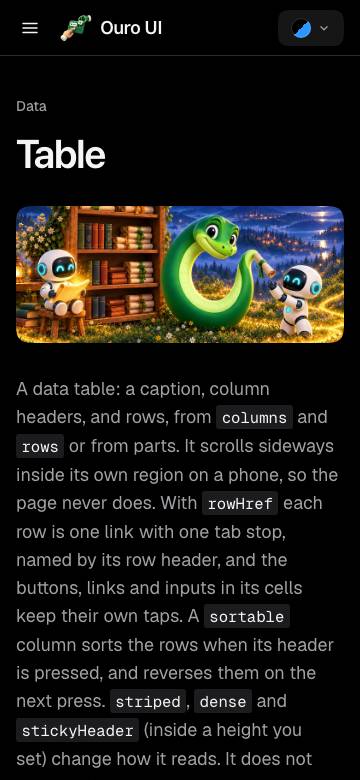 Ouro UI
Data
Table
A data table: a caption, column
headers, and rows, from columns and
rows or from parts. It scrolls sideways
inside its own region on a phone, so the
page never does. With rowHref each
row is one link with one tab stop,
named by its row header, and the
buttons, links and inputs in its cells
keep their own taps. A sortable
column sorts the rows when its header
is pressed, and reverses them on the
next press. striped, dense and
stickyHeader (inside a height you
set) change how it reads. It does not